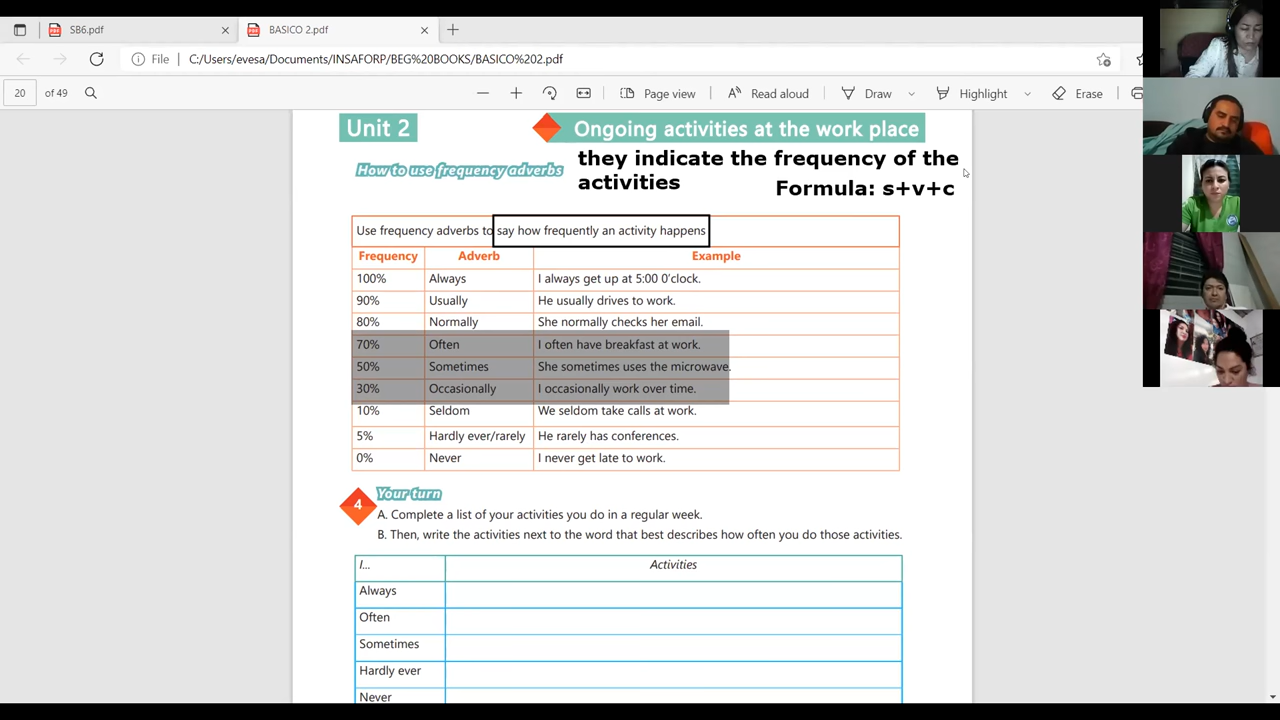 SB6.pdf
BASICO 2.pdf
File C:/Users/evesa/Documents/INSAFORP/BEG%20BOOKS/BASICO%202.pdf
20 of 49 Page view Read aloud Draw Highlight Erase
Unit 2 Ongoing activities at the work place
How to use frequency adverbs
they indicate the frequency of the
activities
Formula: s+v+c
Use frequency adverbs to say how frequently an activity happens
Frequency Adverb Example
100% Always I always get up at 5:00 0'clock.
90% Usually He usually drives to work.
80% Normally She normally checks her email.
70% Often I often have breakfast at work.
50% Sometimes She sometimes uses the microwave.
30% Occasionally I occasionally work over time.
10% Seldom We seldom take calls at work.
5% Hardly ever/rarely He rarely has conferences.
0% Never I never get late to work.
4 Your turn
A. Complete a list of your activities you do in a regular week.
B. Then, write the activities next to the word that best describes how often you do those activities.
I... Activities
Always
Often
Sometimes
Hardly ever
Never